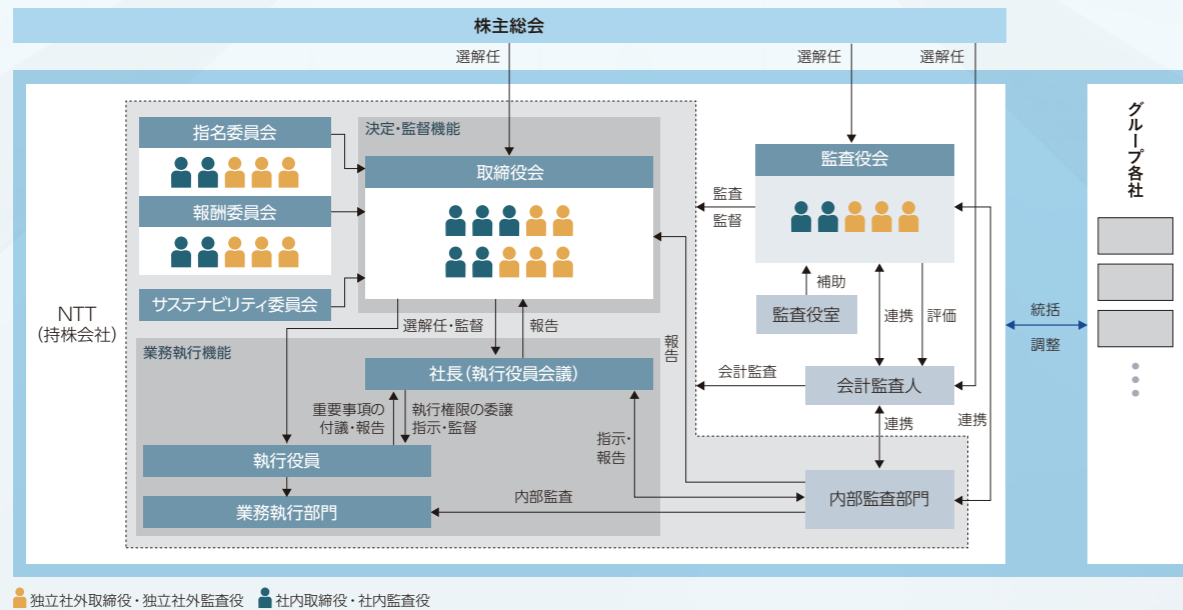 株主総会
選解任
選解任
選解任
NTT
(持株会社)
指名委員会
報酬委員会
サステナビリティ委員会
決定・監督機能
取締役会
選解任・監督
報告
業務執行機能
社長(執行役員会議)
重要事項の
付議・報告
執行権限の委譲
指示・監督
執行役員
業務執行部門
内部監査
指示・
報告
報告
監査
監督
監査役会
補助
監査役室
連携
評価
会計監査
会計監査人
連携
連携
内部監査部門
統括
調整
グループ各社
独立社外取締役・独立社外監査役
社内取締役・社内監査役